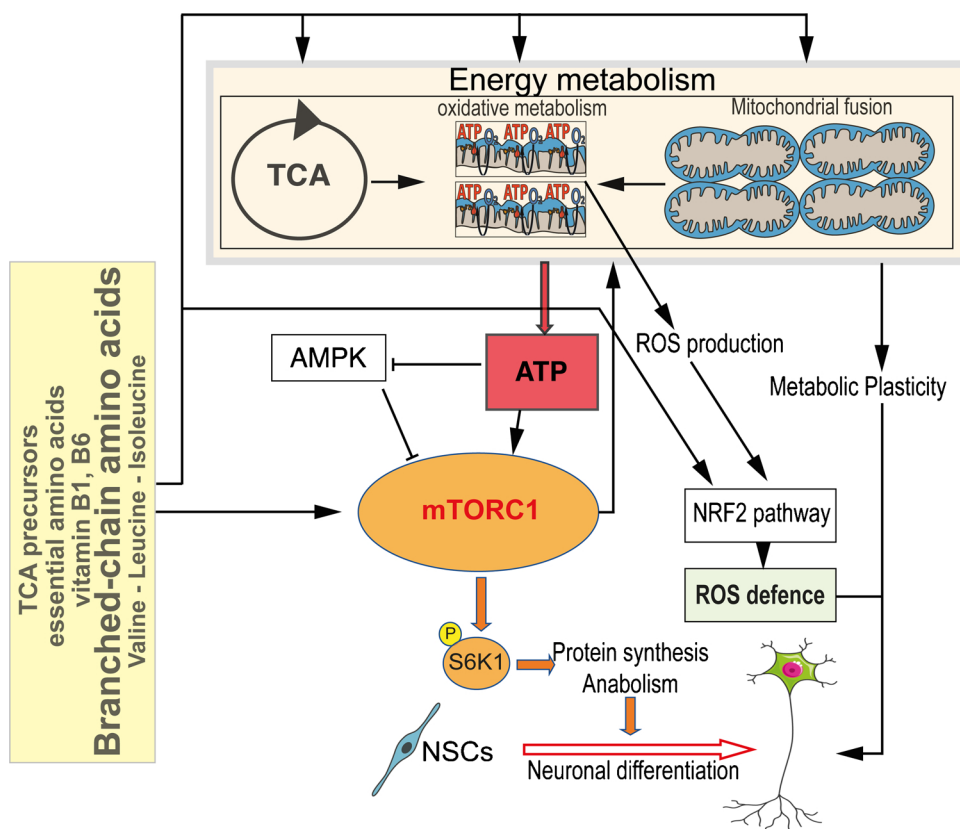 Energy metabolism
oxidative metabolism
Mitochondrial fusion
TCA
ATP O2 ATP O2 ATP O2
ATP O2 ATP O2 ATP O2
TCA precursors
essential amino acids
vitamin B1, B6
Branched-chain amino acids
Valine - Leucine - Isoleucine
AMPK
ATP
ROS production
Metabolic Plasticity
mTORC1
NRF2 pathway
ROS defence
P
S6K1
Protein synthesis
Anabolism
NSCs
Neuronal differentiation